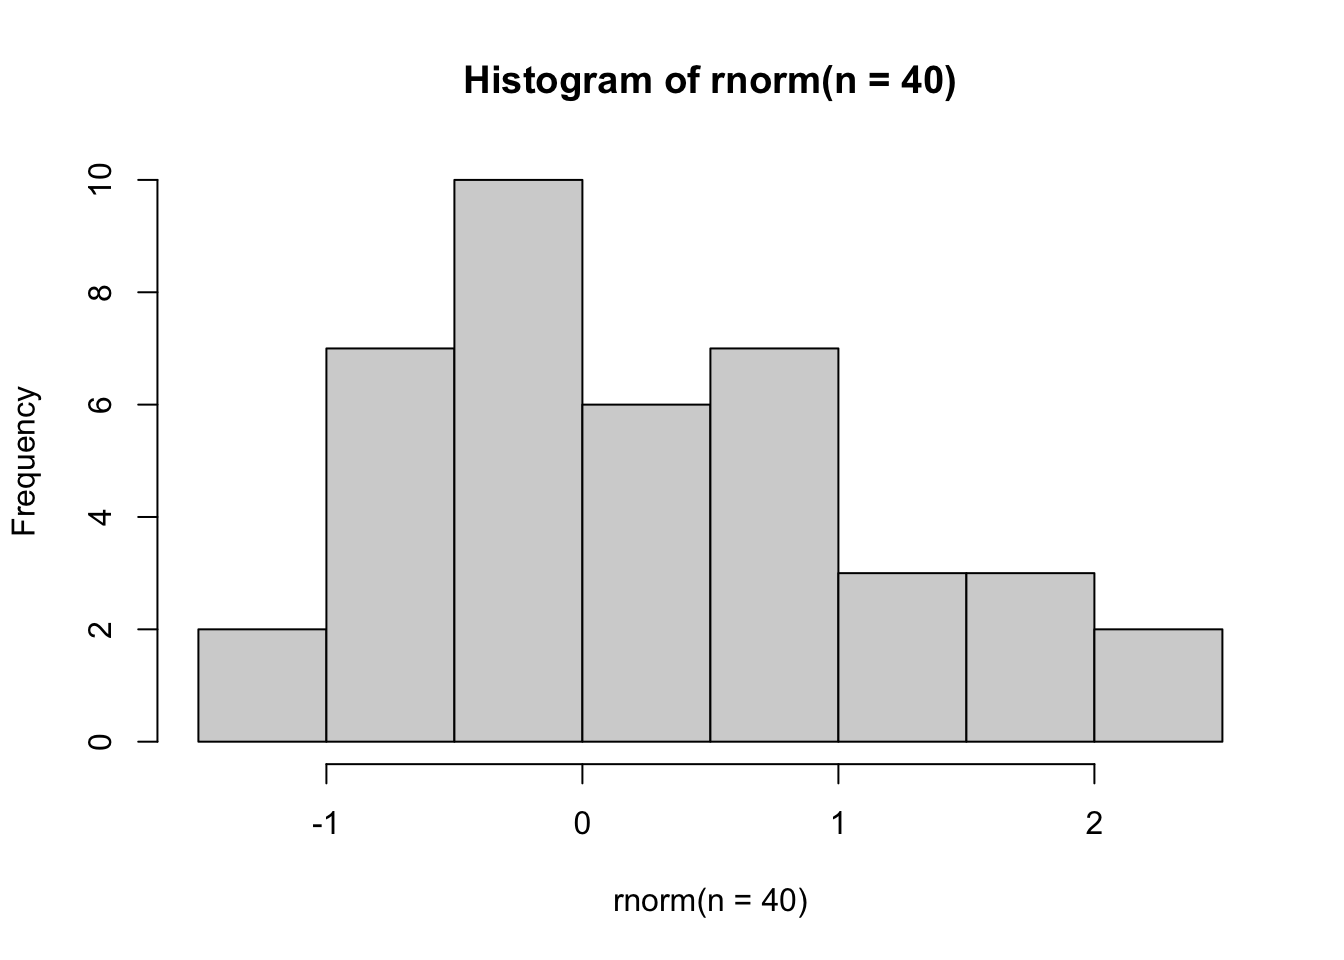 Histogram of rnorm(n = 40)
10
8
6
4
2
0
Frequency
-1 0 1 2
rnorm(n = 40)